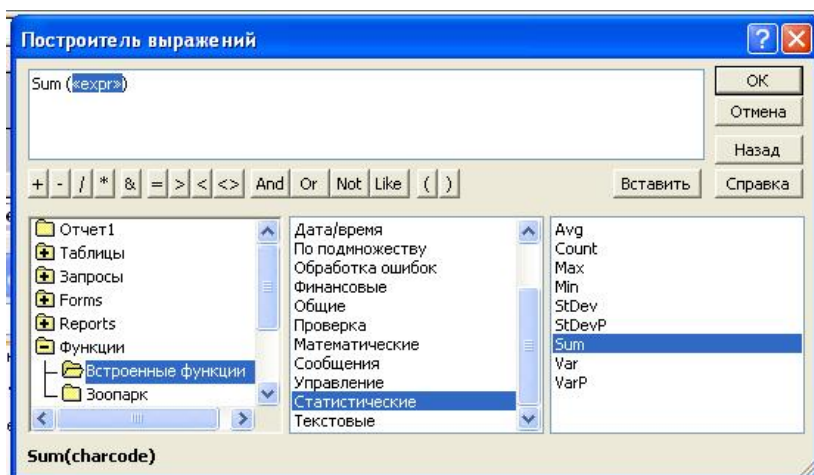 Построитель выражений
Sum («expr»)
ОК
Отмена
Назад
+ - / * & = > < <> And Or Not Like ( ) Вставить Справка
Отчет1
Таблицы
Запросы
Forms
Reports
Функции
Встроенные функции
Зоопарк
Дата/время
По подмножеству
Обработка ошибок
Финансовые
Общие
Проверка
Математические
Сообщения
Управление
Статистические
Текстовые
Avg
Count
Max
Min
StDev
StDevP
Sum
Var
VarP
Sum(charcode)